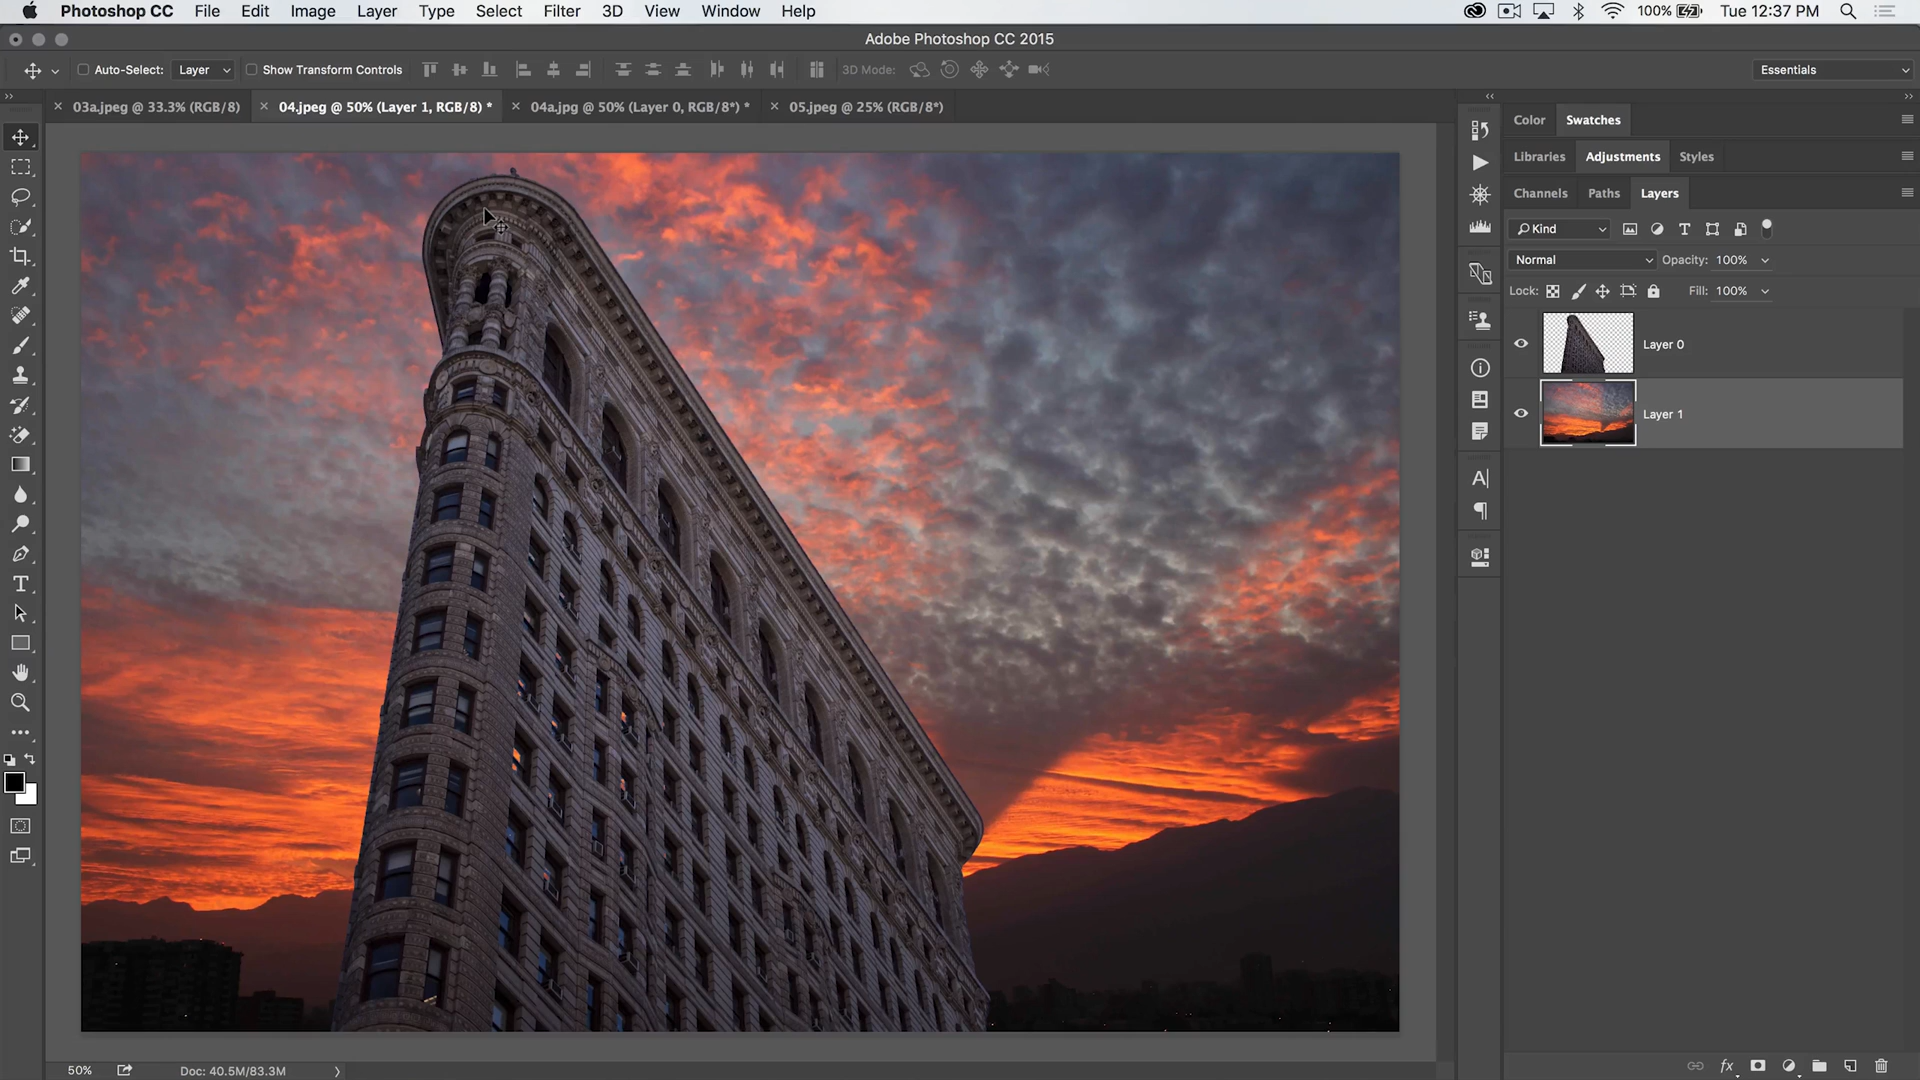 Photoshop CC File Edit Image Layer Type Select Filter 3D View Window Help 100% Tue 12:37 PM
Adobe Photoshop CC 2015
Auto-Select: Layer Show Transform Controls 3D Mode: Essentials
03a.jpeg @ 33.3% (RGB/8) 04.jpeg @ 50% (Layer 1, RGB/8) * 04a.jpg @ 50% (Layer 0, RGB/8*) * 05.jpeg @ 25% (RGB/8*)
Color Swatches
Libraries Adjustments Styles
Channels Paths Layers
Kind
Normal Opacity: 100%
Lock: Fill: 100%
Layer 0
Layer 1
50% Doc: 40.5M/83.3M